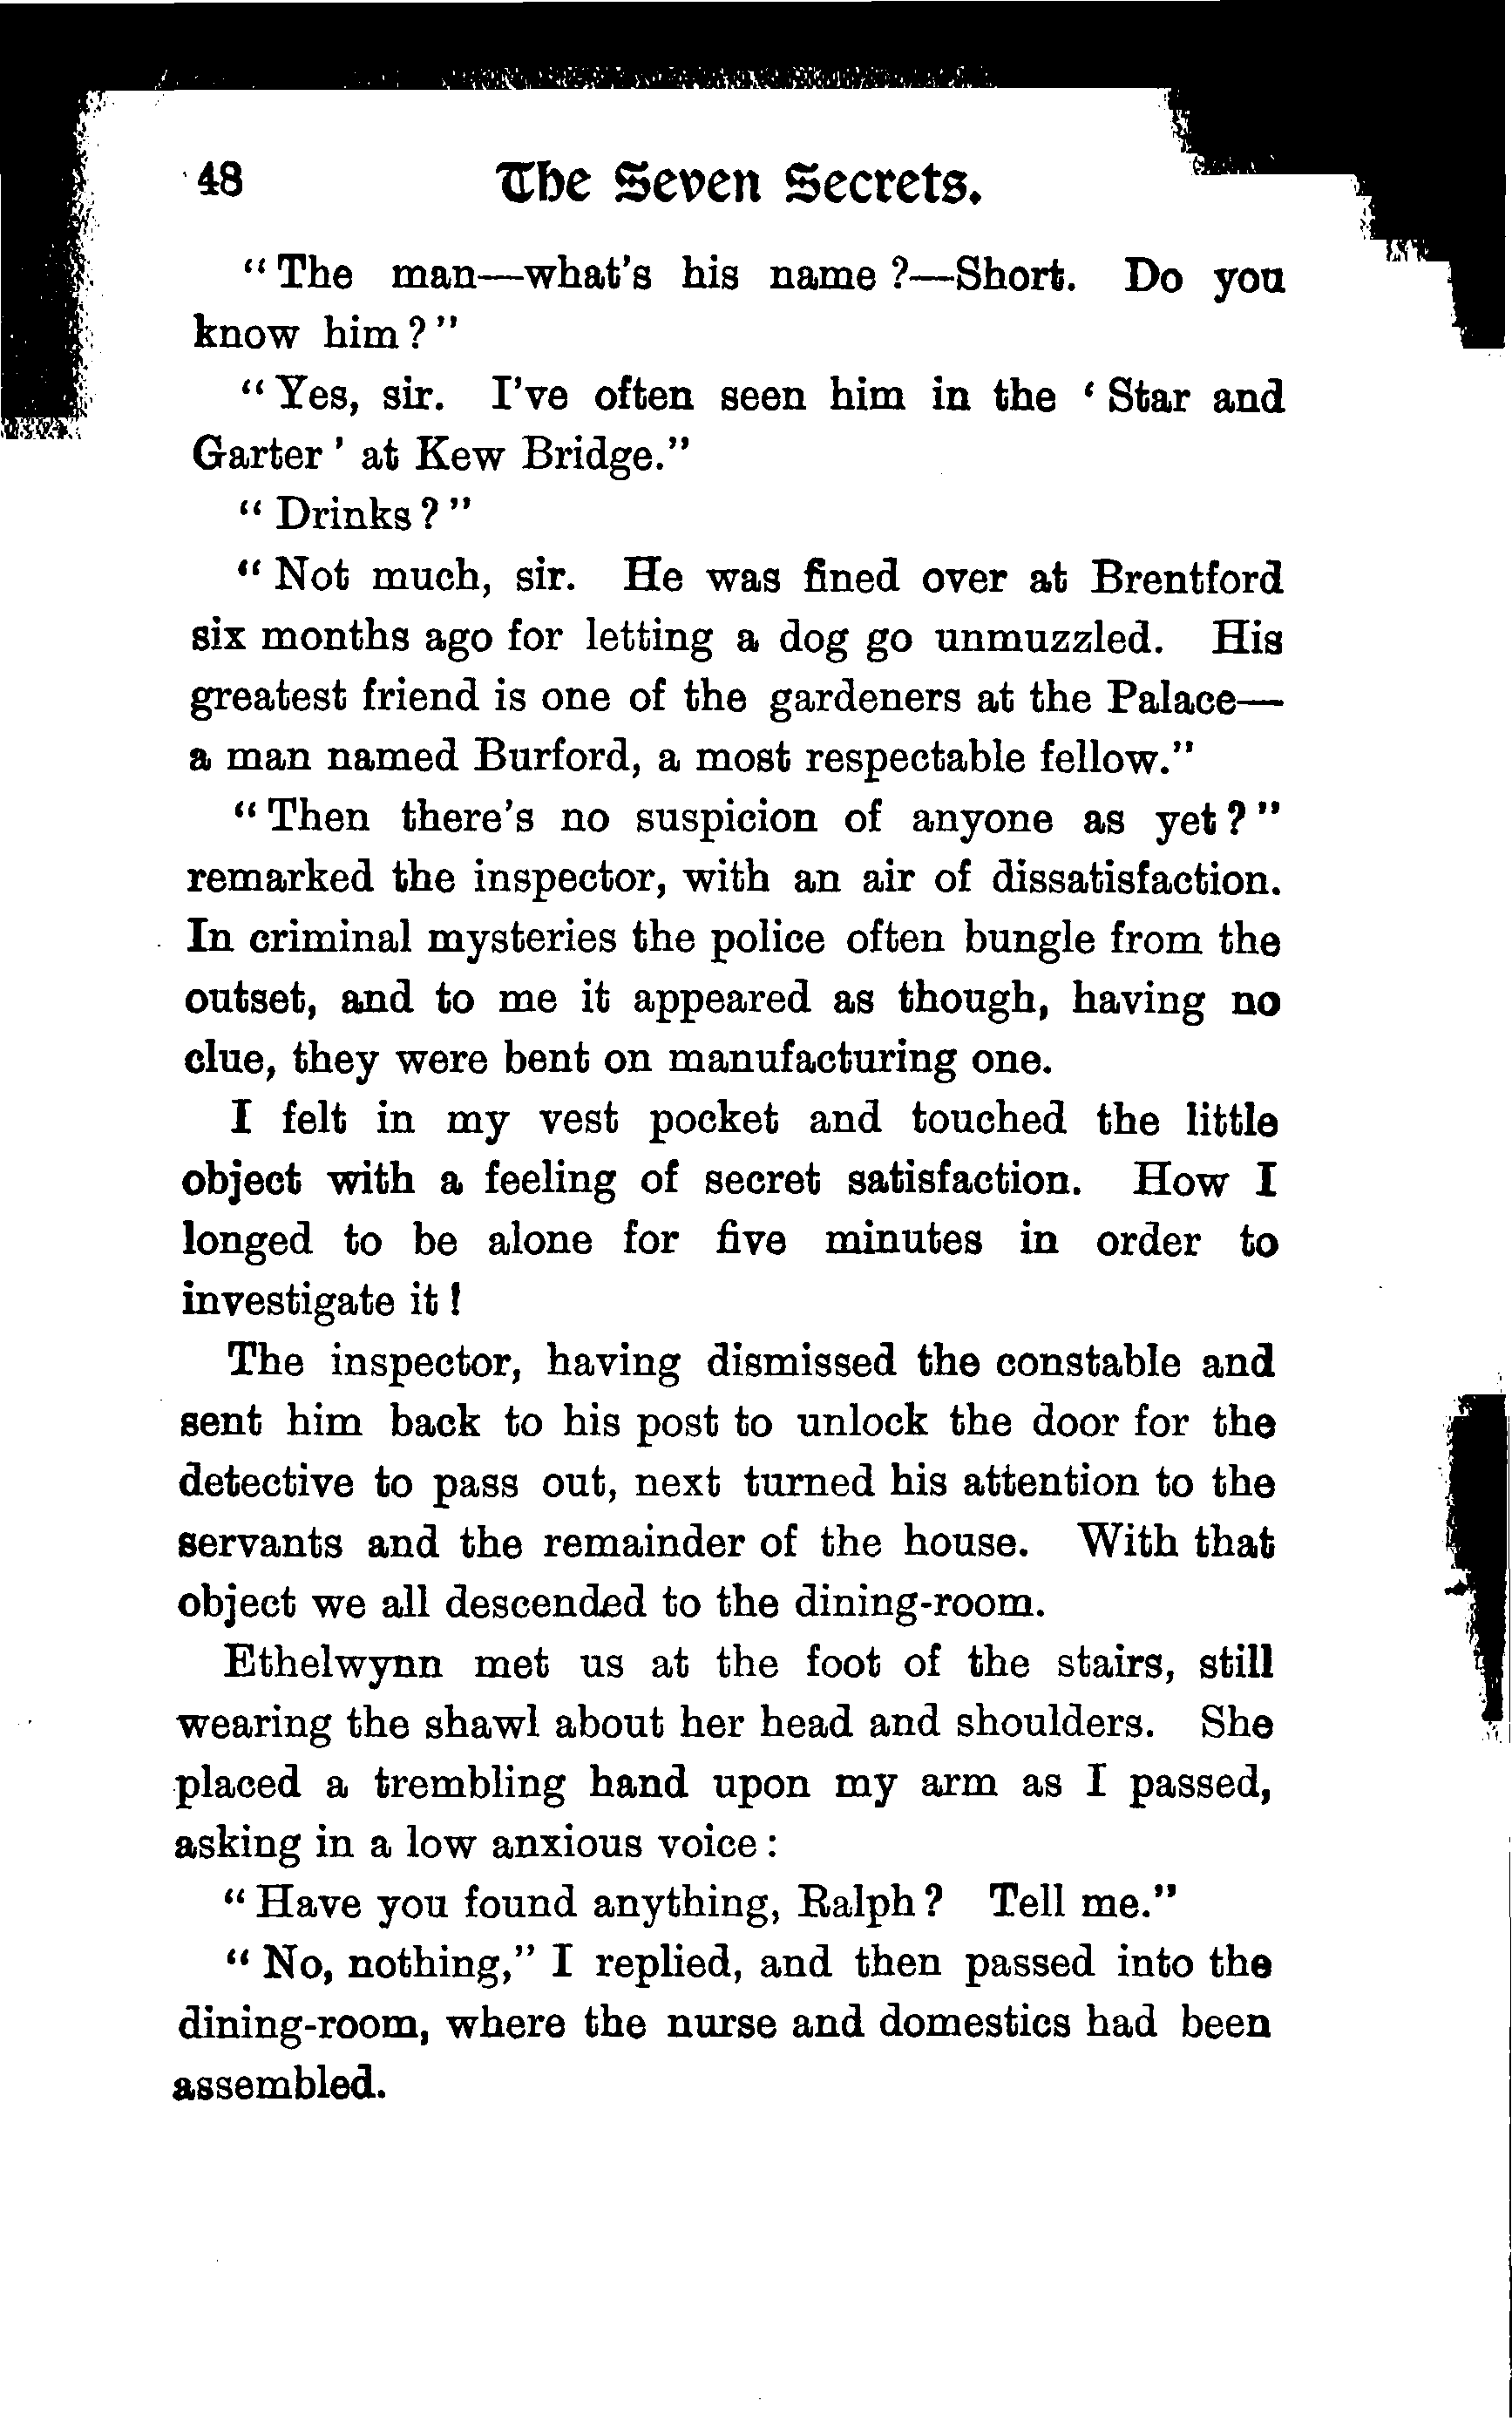 48 The Seven Secrets.
“The man—what's his name?—Short. Do you
know him?”
“Yes, sir. I've often seen him in the ‘Star and
Garter’ at Kew Bridge.”
“Drinks?”
“Not much, sir. He was fined over at Brentford
six months ago for letting a dog go unmuzzled. His
greatest friend is one of the gardeners at the Palace—
a man named Burford, a most respectable fellow.”
“Then there's no suspicion of anyone as yet?”
remarked the inspector, with an air of dissatisfaction.
In criminal mysteries the police often bungle from the
outset, and to me it appeared as though, having no
clue, they were bent on manufacturing one.
I felt in my vest pocket and touched the little
object with a feeling of secret satisfaction. How I
longed to be alone for five minutes in order to
investigate it!
The inspector, having dismissed the constable and
sent him back to his post to unlock the door for the
detective to pass out, next turned his attention to the
servants and the remainder of the house. With that
object we all descended to the dining-room.
Ethelwynn met us at the foot of the stairs, still
wearing the shawl about her head and shoulders. She
placed a trembling hand upon my arm as I passed,
asking in a low anxious voice:
“Have you found anything, Ralph? Tell me.”
“No, nothing,” I replied, and then passed into the
dining-room, where the nurse and domestics had been
assembled.